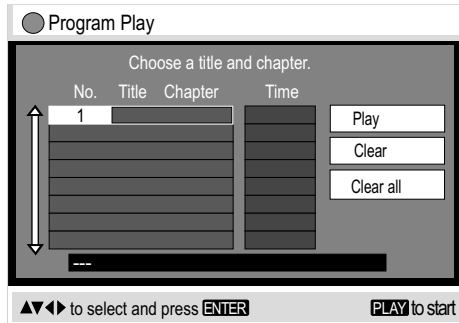 Program Play
Choose a title and chapter.
No. Title Chapter Time
1
Play
Clear
Clear all
---
▲▼◀▶ to select and press ENTER PLAY to start